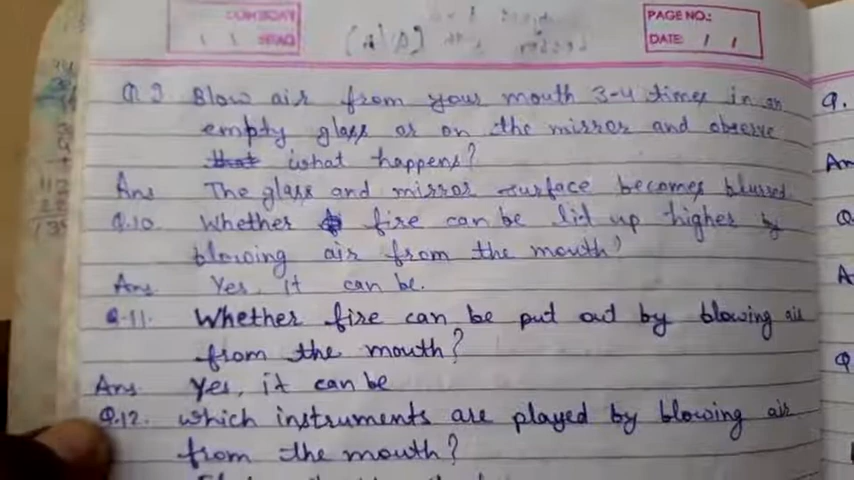 PAGE NO.:
DATE / /
Q 9 Blow air from your mouth 3-4 times in an
empty glass or on the mirror and observe
that what happens?
Ans The glass and mirror surface becomes blurred.
Q.10. Whether fire can be lit up higher by
blowing air from the mouth?
Ans Yes, it can be.
Q.11. Whether fire can be put out by blowing air
from the mouth?
Ans Yes, it can be
Q.12. which instruments are played by blowing air
from the mouth?
Q.
An
Q
A
Q